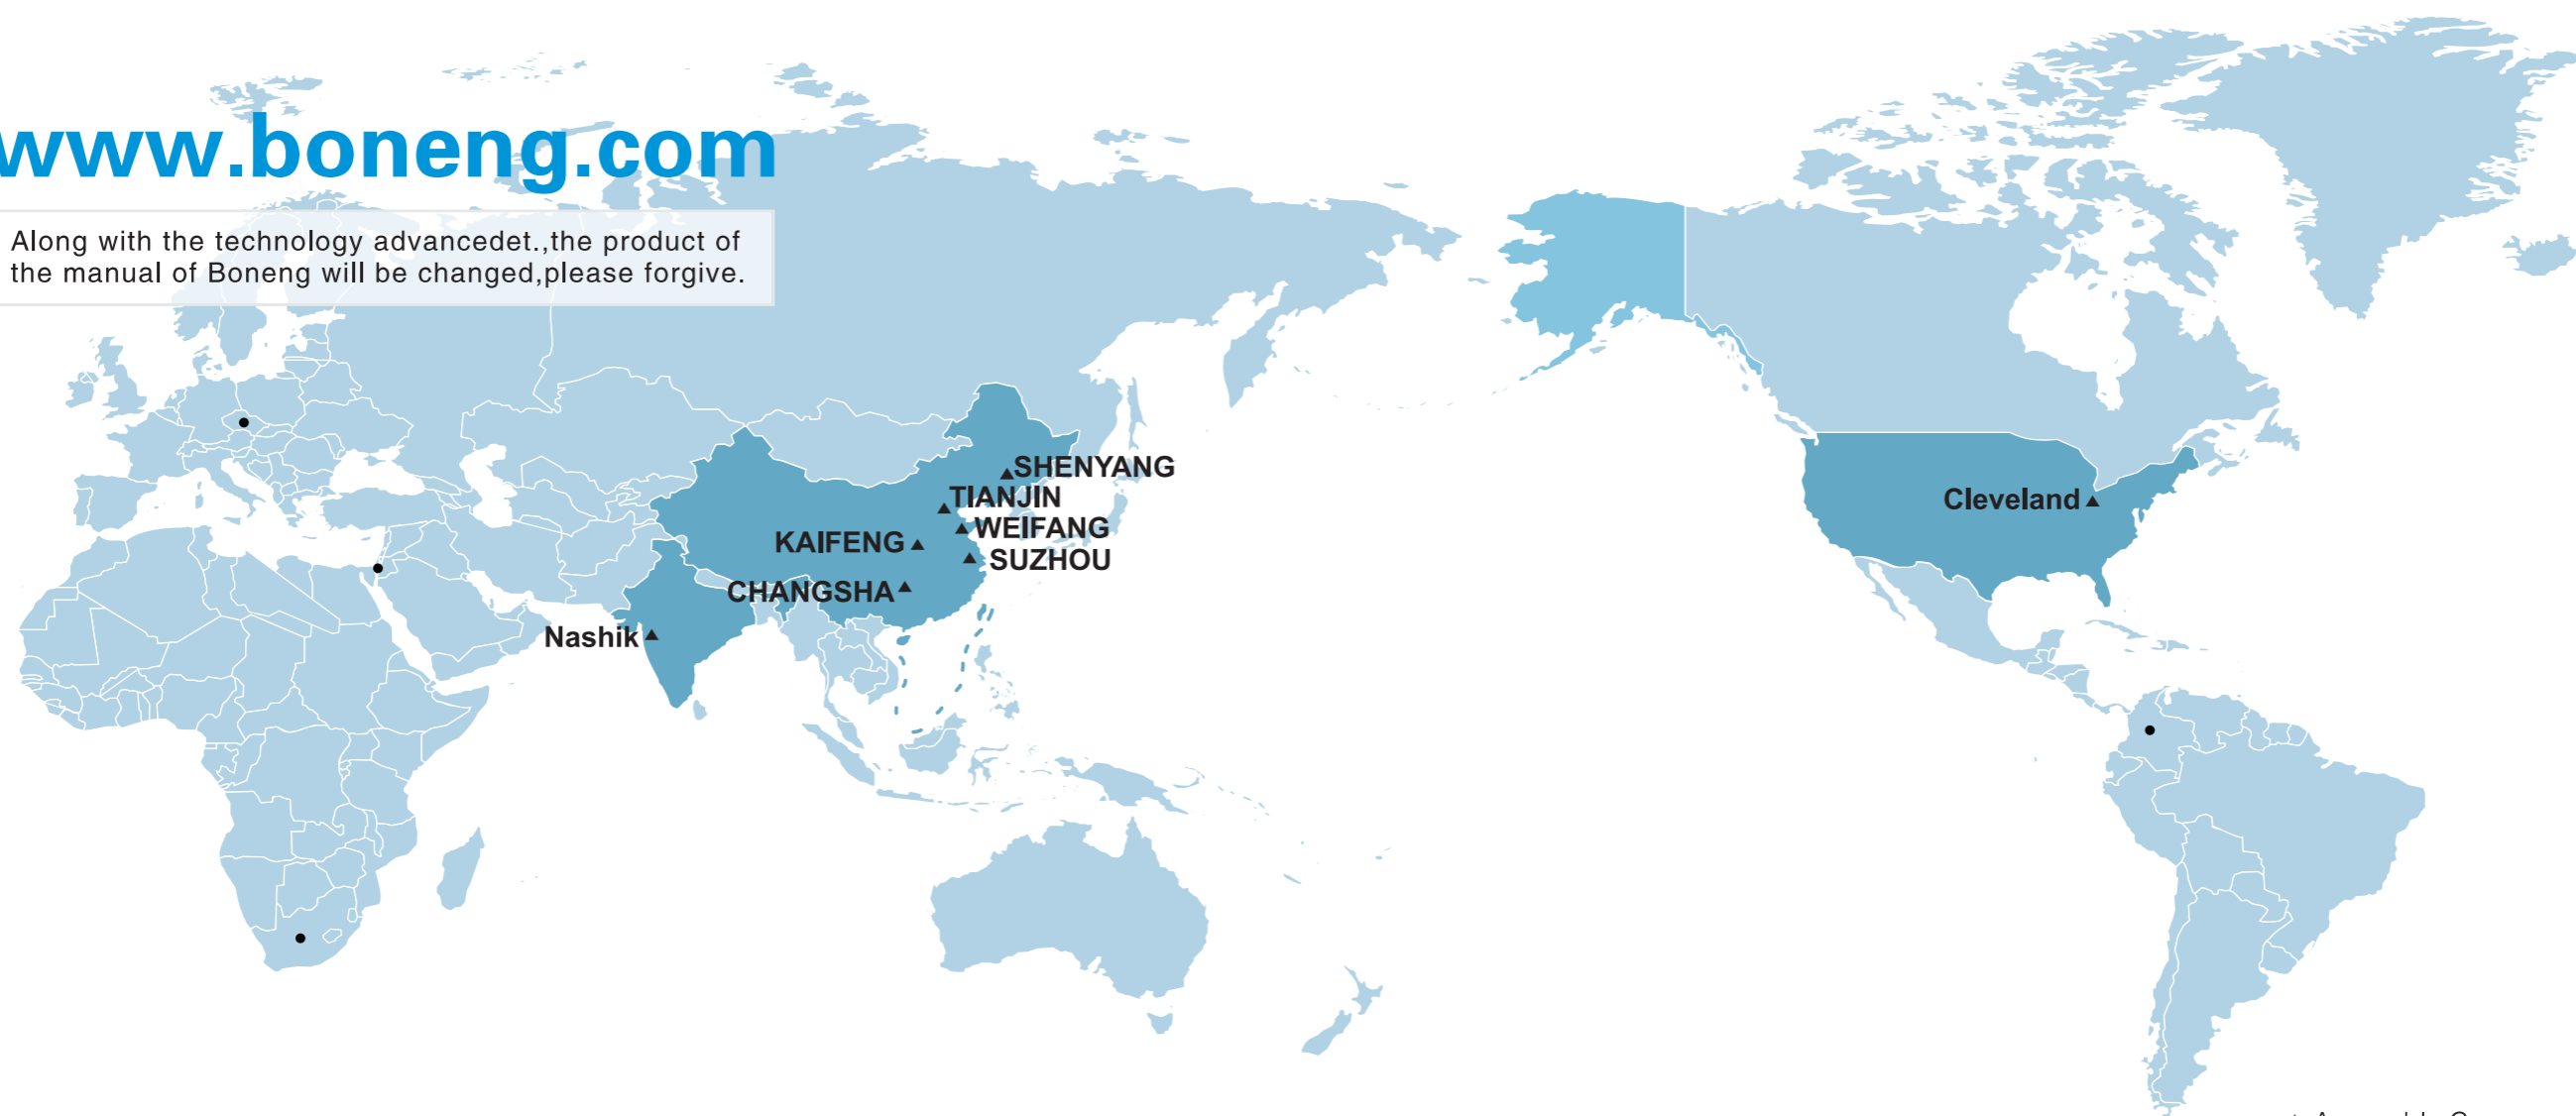 www.boneng.com
Along with the technology advancedet.,the product of
the manual of Boneng will be changed,please forgive.
SHENYANG
TIANJIN
WEIFANG
KAIFENG
SUZHOU
CHANGSHA
Nashik
Cleveland